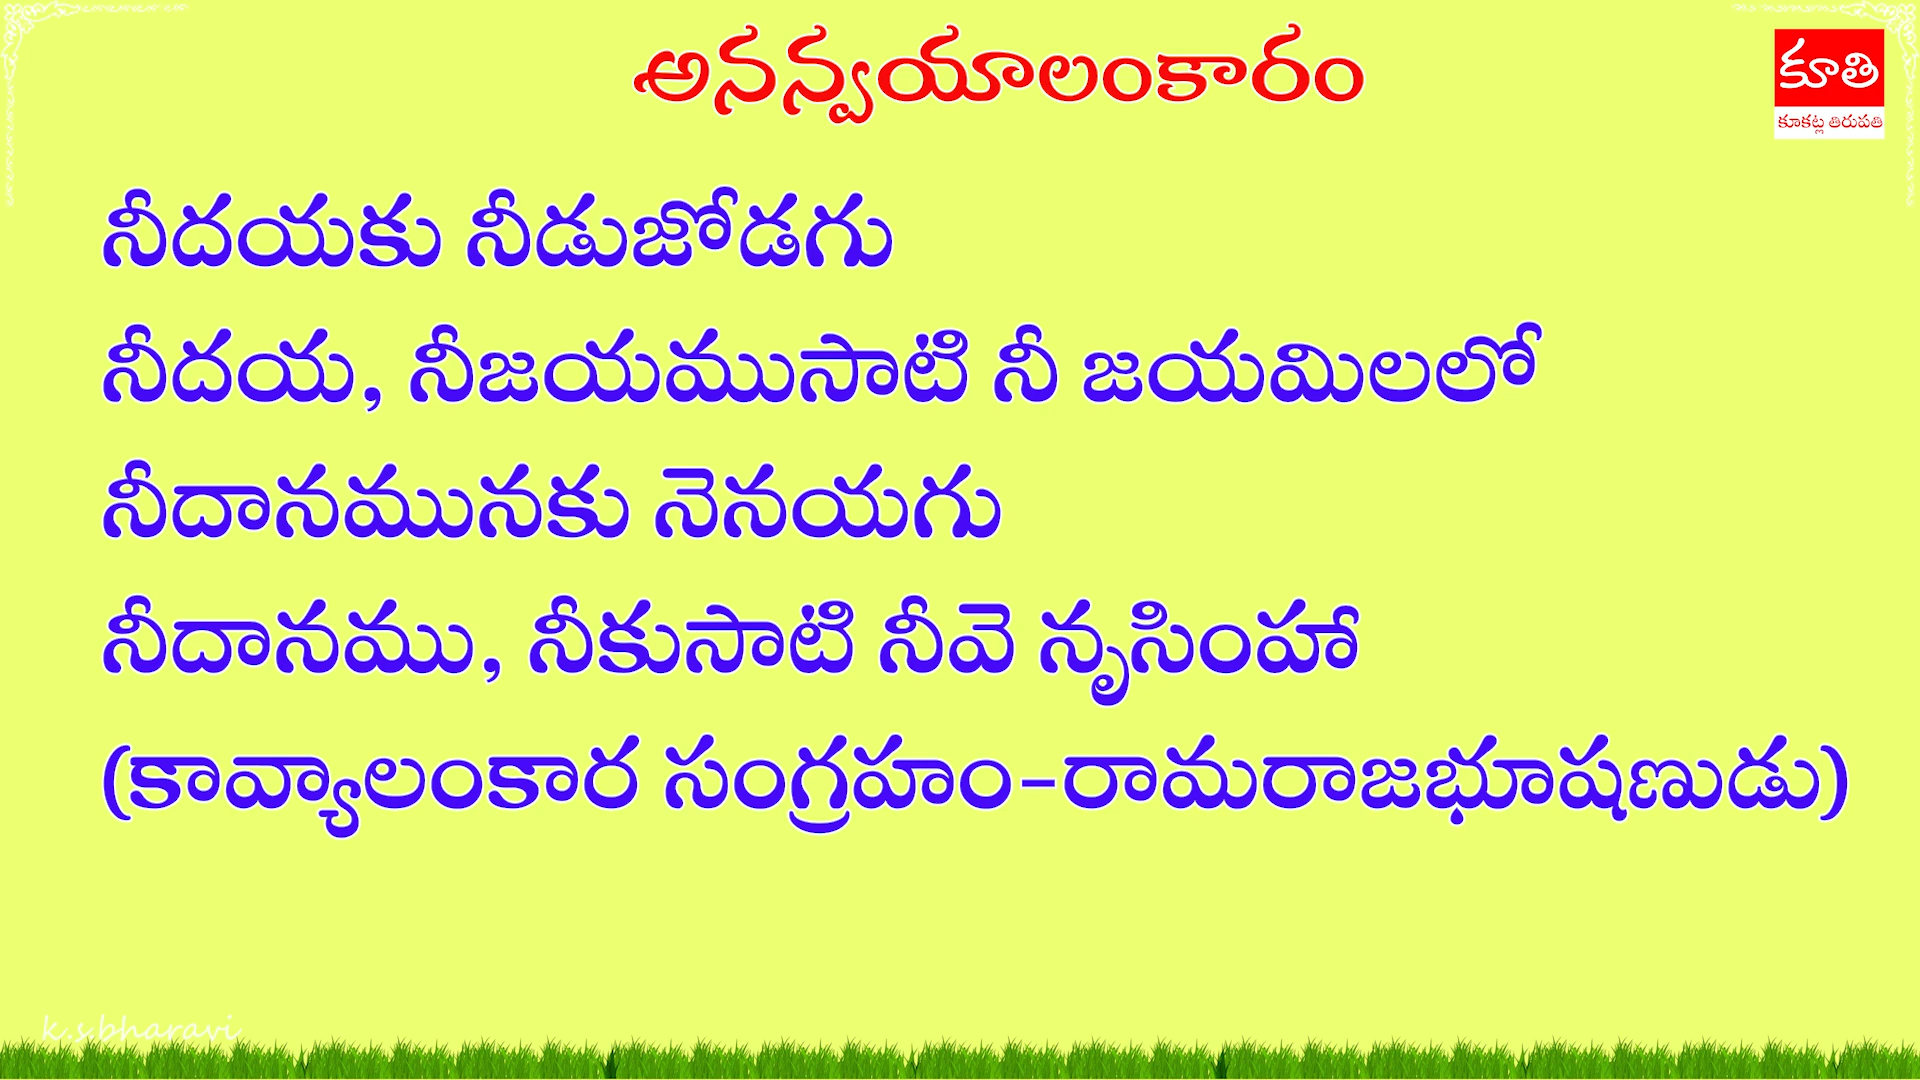 అనన్వయాలంకారం
కూతి
కూకట్ల తిరుపతి
నీదయకు నీడుజోడగు
నీదయ, నీజయముసాటి నీ జయమిలలో
నీదానమునకు నెనయగు
నీదానము, నీకుసాటి నీవె నృసింహా
(కావ్యాలంకార సంగ్రహం-రామరాజభూషణుడు)
k.s.bharavi